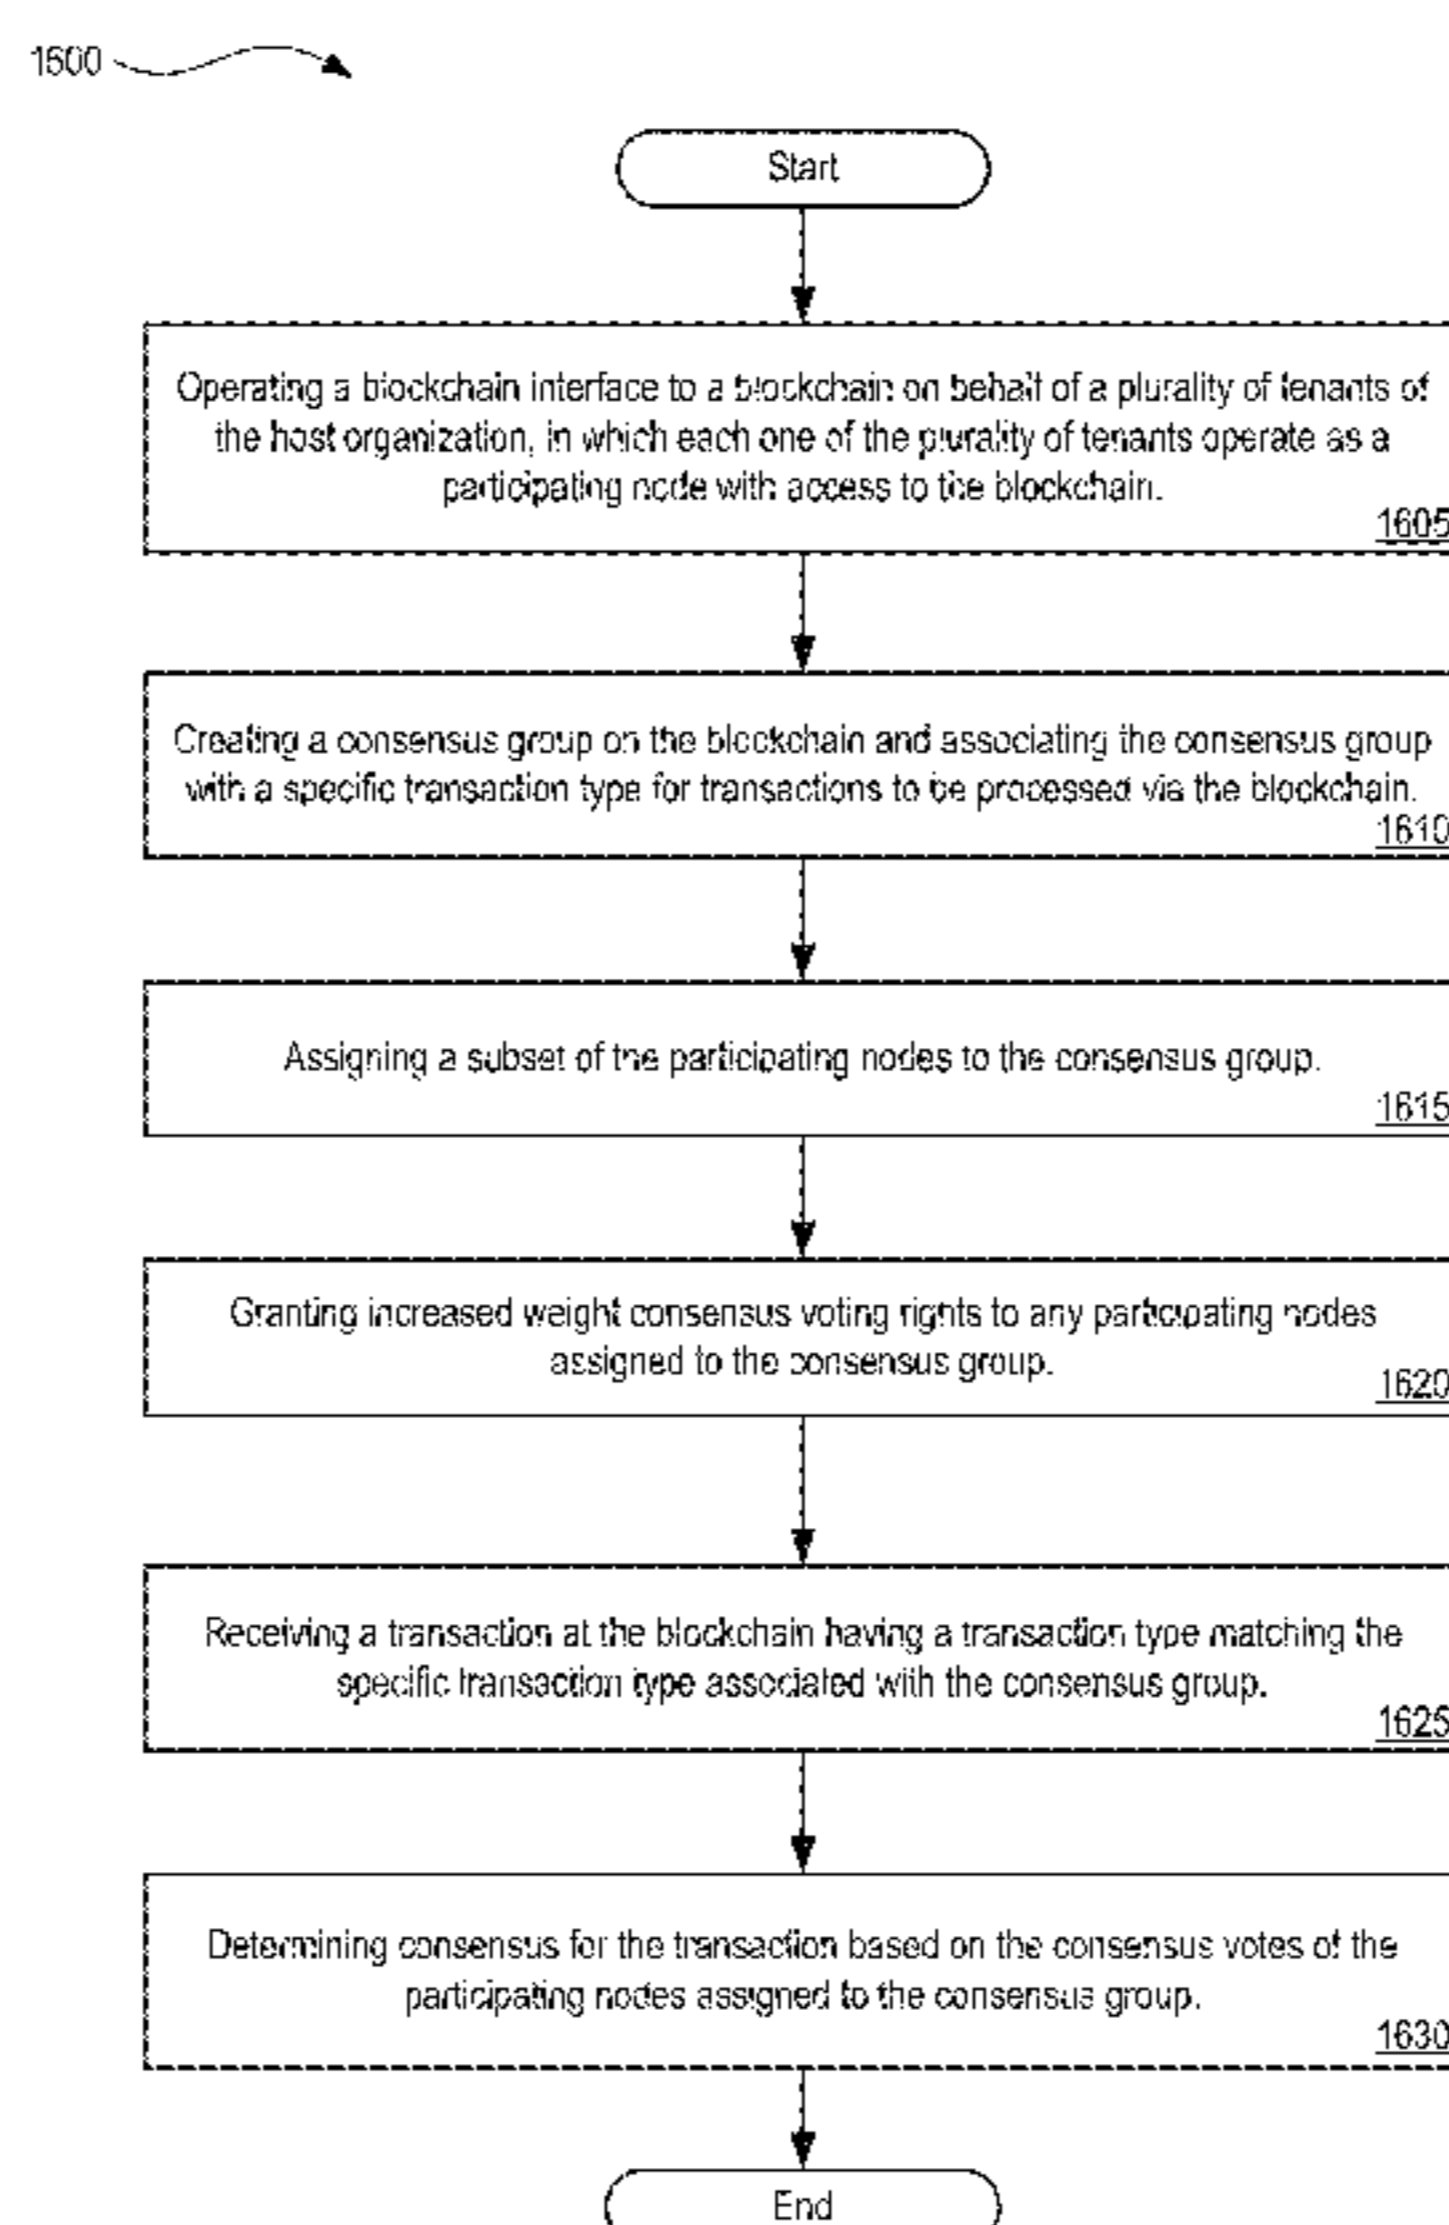 1600
Start
Operating a blockchain interface to a blockchain on behalf of a plurality of tenants of
the host organization, in which each one of the plurality of tenants operate as a
participating node with access to the blockchain.
1605
Creating a consensus group on the blockchain and associating the consensus group
with a specific transaction type for transactions to be processed via the blockchain.
1610
Assigning a subset of the participating nodes to the consensus group.
1615
Granting increased weight consensus voting rights to any participating nodes
assigned to the consensus group.
1620
Receiving a transaction at the blockchain having a transaction type matching the
specific transaction type associated with the consensus group.
1625
Determining consensus for the transaction based on the consensus votes of the
participating nodes assigned to the consensus group.
1630
End